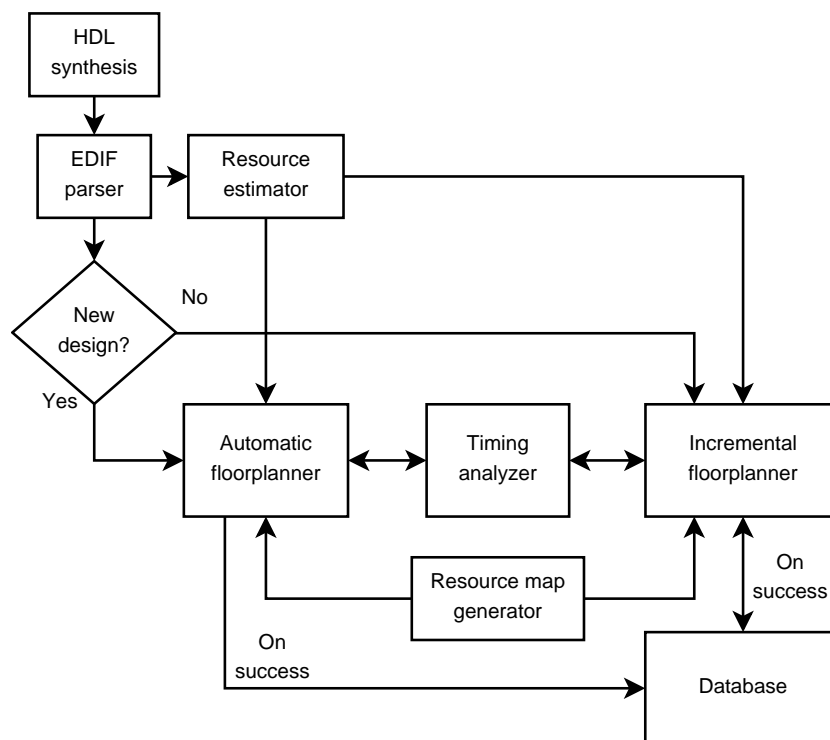 HDL
synthesis
EDIF
parser
Resource
estimator
No
New
design?
Yes
Automatic
floorplanner
Timing
analyzer
Incremental
floorplanner
Resource map
generator
On
success
On
success
Database